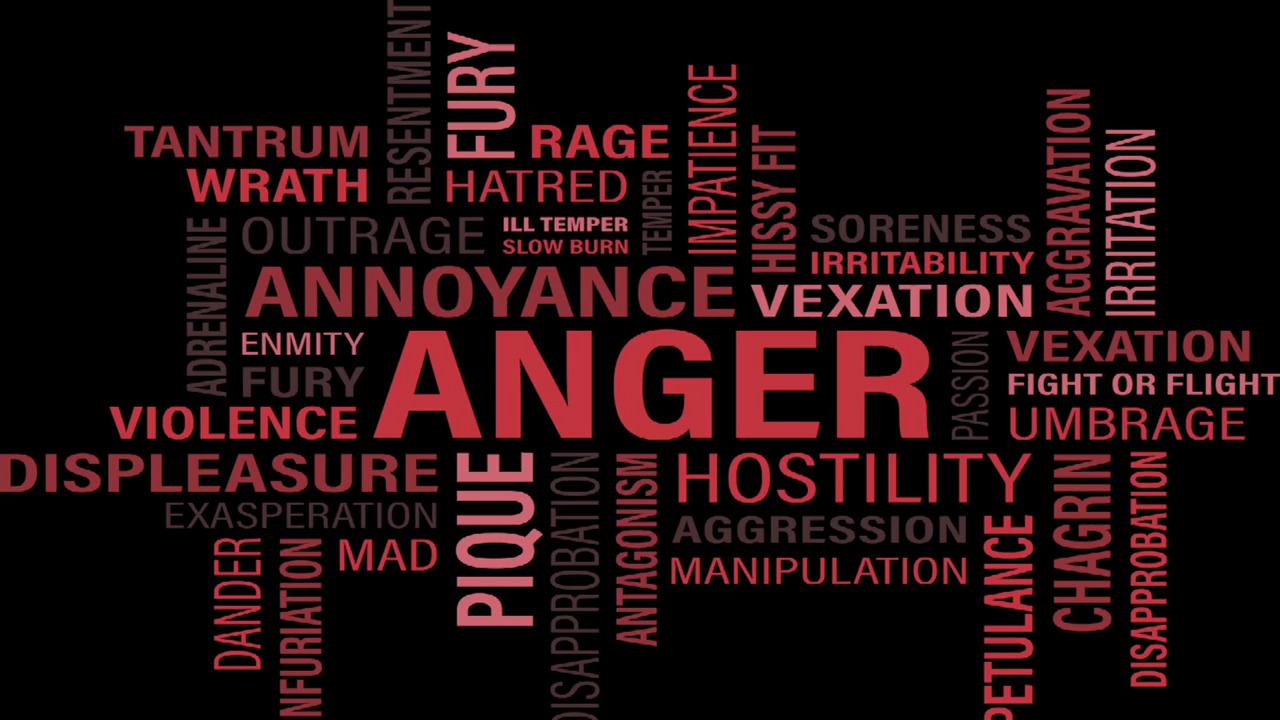 RESENTMENT
FURY
TANTRUM
RAGE
IMPATIENCE
HISSY FIT
AGGRAVATION
IRRITATION
WRATH
HATRED
TEMPER
ADRENALINE
OUTRAGE
ILL TEMPER
SLOW BURN
SORENESS
IRRITABILITY
ANNOYANCE
VEXATION
ENMITY
FURY
ANGER
PASSION
VEXATION
FIGHT OR FLIGHT
VIOLENCE
UMBRAGE
DISPLEASURE
PIQUE
DISAPPROBATION
ANTAGONISM
HOSTILITY
CHAGRIN
DISAPPROBATION
EXASPERATION
AGGRESSION
DANDER
NFURIATION
MAD
MANIPULATION
PETULANCE